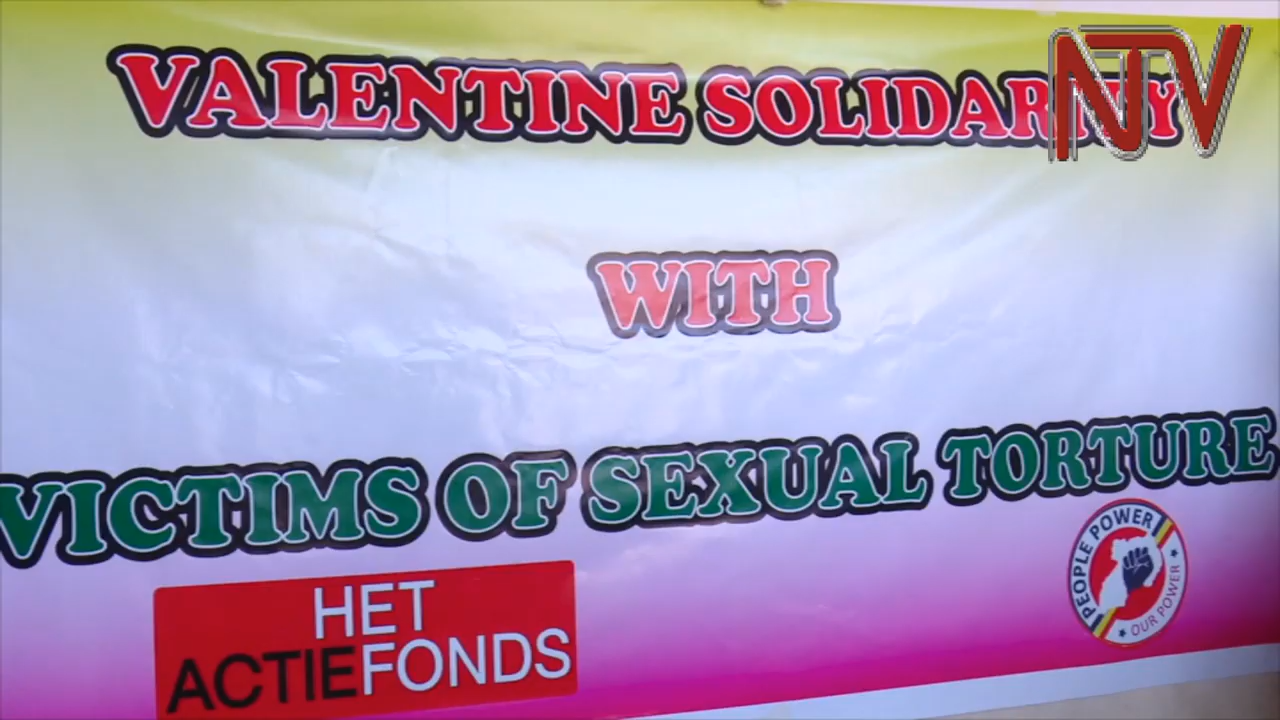 VALENTINE SOLIDARITY
NTV
WITH
VICTIMS OF SEXUAL TORTURE
PEOPLE POWER
OUR POWER
HET
ACTIEFONDS